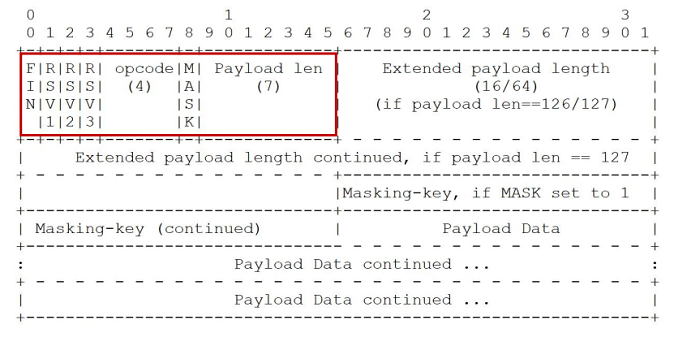 0                   1                   2                   3
0 1 2 3 4 5 6 7 8 9 0 1 2 3 4 5 6 7 8 9 0 1 2 3 4 5 6 7 8 9 0 1
+-+-+-+-+-------+-+-------------+-------------------------------+
F|R|R|R| opcode|M| Payload len |    Extended payload length    |
I|S|S|S|  (4)  |A|     (7)     |             (16/64)           |
N|V|V|V|       |S|             |   (if payload len==126/127)   |
|1|2|3|       |K|             |                               |
+-+-+-+-+-------+-+-------------+ - - - - - - - - - - - - - - - +
|     Extended payload length continued, if payload len == 127  |
+ - - - - - - - - - - - - - - - +-------------------------------+
|                               |Masking-key, if MASK set to 1  |
+-------------------------------+-------------------------------+
| Masking-key (continued)       |          Payload Data         |
+-------------------------------- - - - - - - - - - - - - - - - +
:                     Payload Data continued ...                :
+ - - - - - - - - - - - - - - - - - - - - - - - - - - - - - - - +
|                     Payload Data continued ...                |
+---------------------------------------------------------------+